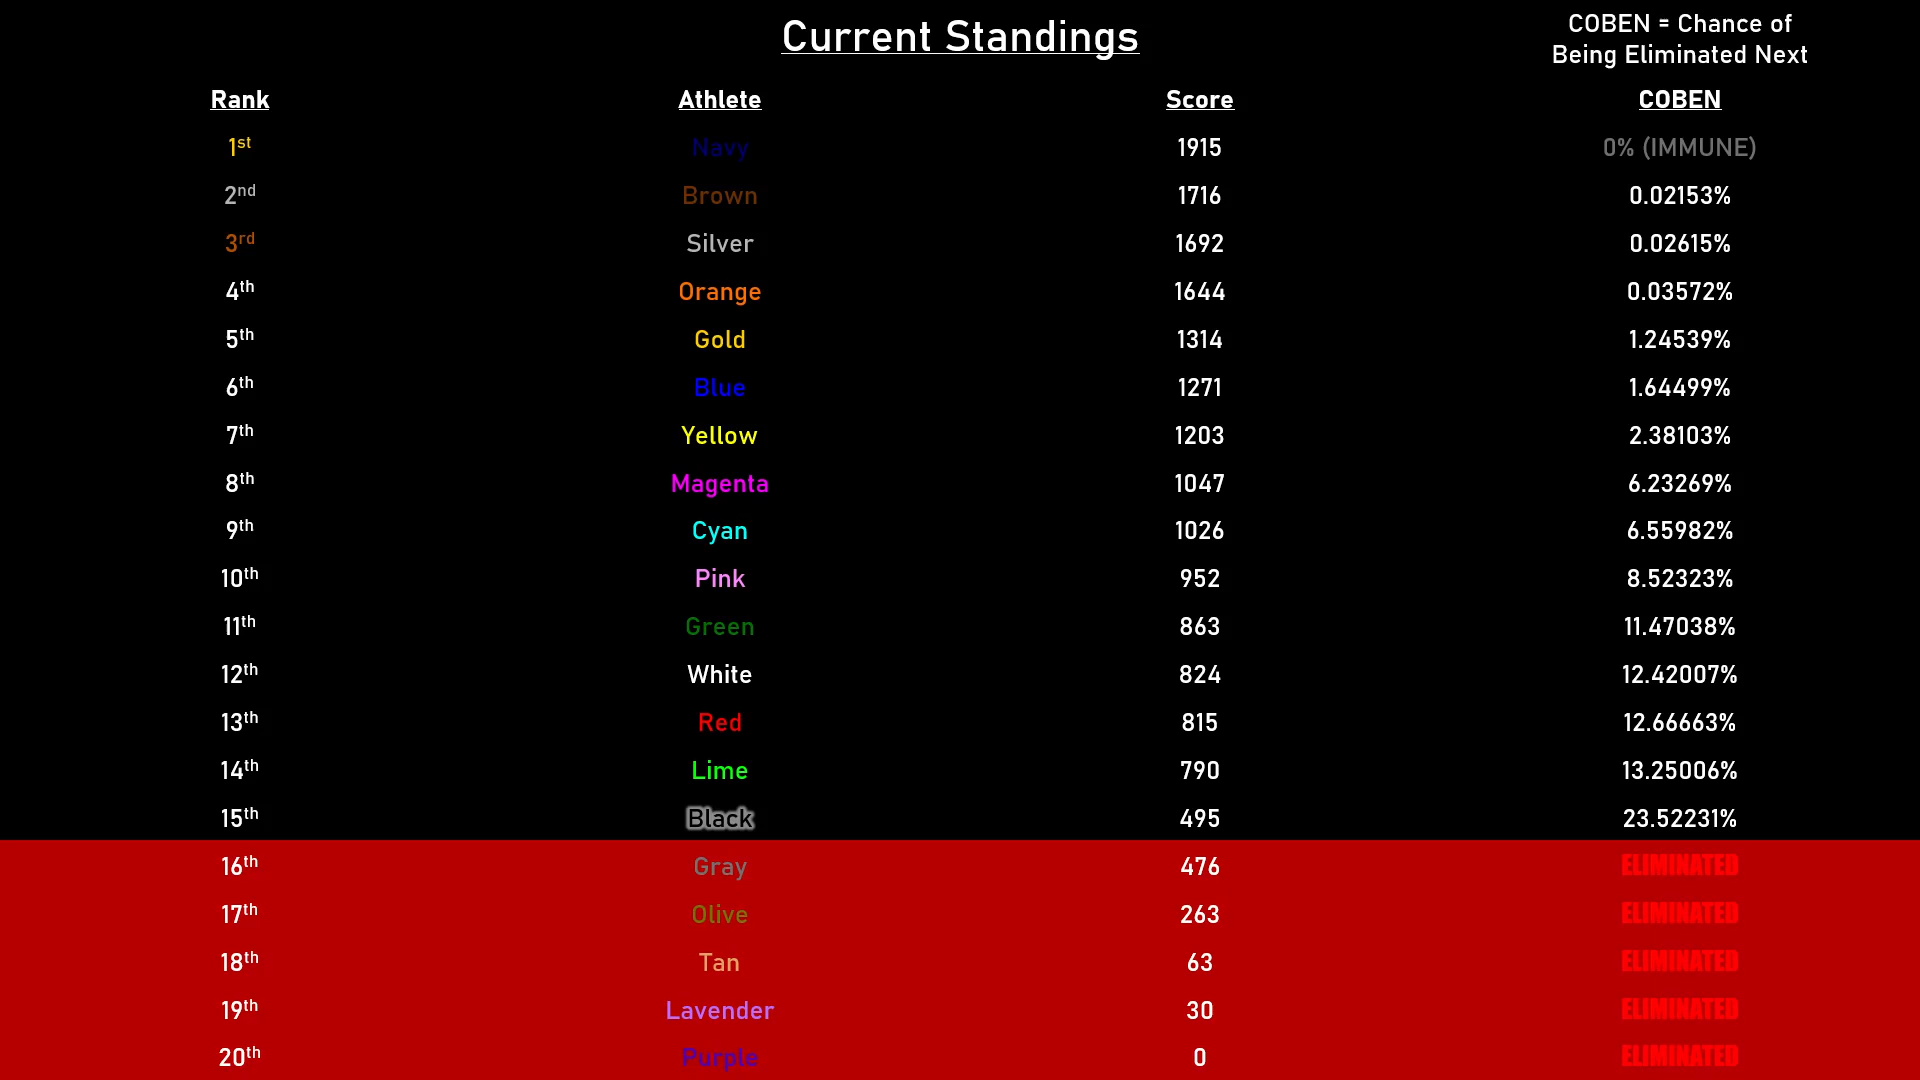 Current Standings
COBEN = Chance of
Being Eliminated Next
Rank Athlete Score COBEN
1st Navy 1915 0% (IMMUNE)
2nd Brown 1716 0.02153%
3rd Silver 1692 0.02615%
4th Orange 1644 0.03572%
5th Gold 1314 1.24539%
6th Blue 1271 1.64499%
7th Yellow 1203 2.38103%
8th Magenta 1047 6.23269%
9th Cyan 1026 6.55982%
10th Pink 952 8.52323%
11th Green 863 11.47038%
12th White 824 12.42007%
13th Red 815 12.66663%
14th Lime 790 13.25006%
15th Black 495 23.52231%
16th Gray 476 ELIMINATED
17th Olive 263 ELIMINATED
18th Tan 63 ELIMINATED
19th Lavender 30 ELIMINATED
20th Purple 0 ELIMINATED